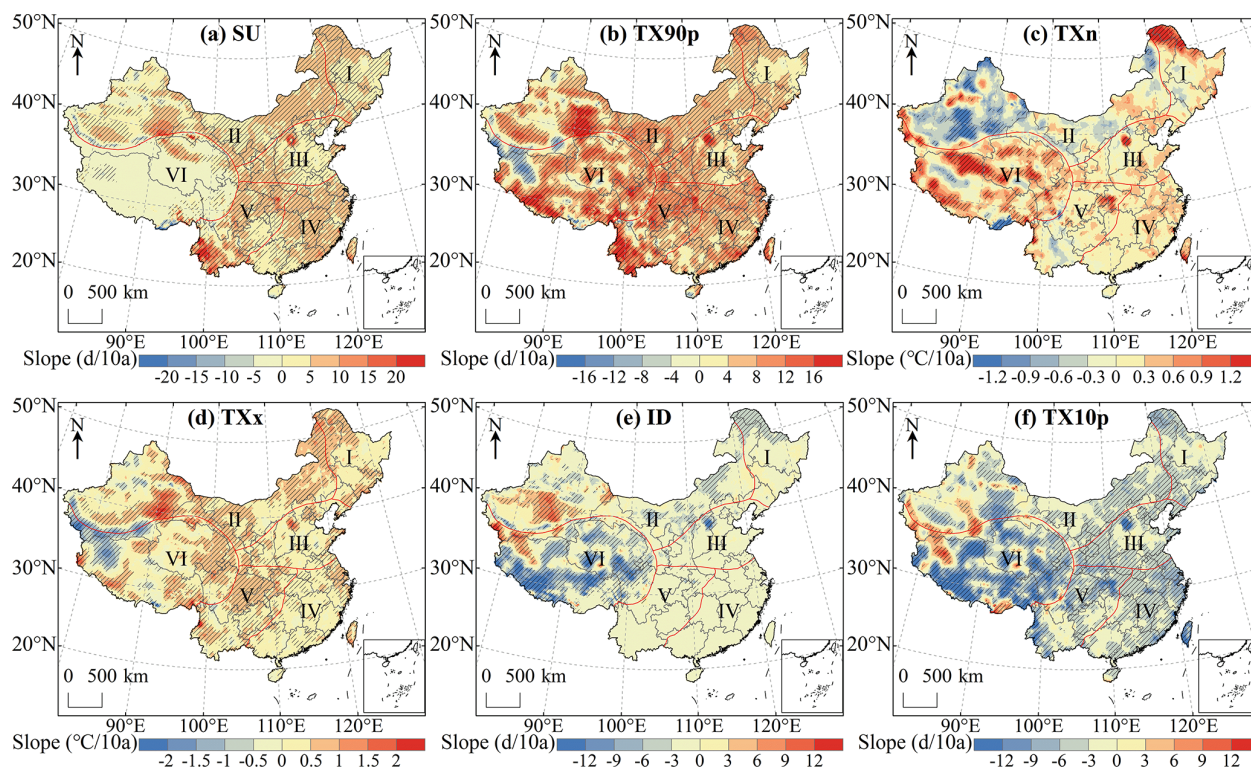 (a) SU
(b) TX90p
(c) TXn
50°N
40°N
30°N
20°N
N
I
II
III
IV
V
VI
0 500 km
90°E 100°E 110°E 120°E
50°N
40°N
30°N
20°N
N
I
II
III
IV
V
VI
0 500 km
90°E 100°E 110°E 120°E
50°N
40°N
30°N
20°N
N
I
II
III
IV
V
VI
0 500 km
90°E 100°E 110°E 120°E
Slope (d/10a)
-20 -15 -10 -5 0 5 10 15 20
Slope (d/10a)
-16 -12 -8 -4 0 4 8 12 16
Slope (°C/10a)
-1.2 -0.9 -0.6 -0.3 0 0.3 0.6 0.9 1.2
(d) TXx
(e) ID
(f) TX10p
50°N
40°N
30°N
20°N
N
I
II
III
IV
V
VI
0 500 km
90°E 100°E 110°E 120°E
50°N
40°N
30°N
20°N
N
I
II
III
IV
V
VI
0 500 km
90°E 100°E 110°E 120°E
50°N
40°N
30°N
20°N
N
I
II
III
IV
V
VI
0 500 km
90°E 100°E 110°E 120°E
Slope (°C/10a)
-2 -1.5 -1 -0.5 0 0.5 1 1.5 2
Slope (d/10a)
-12 -9 -6 -3 0 3 6 9 12
Slope (d/10a)
-12 -9 -6 -3 0 3 6 9 12